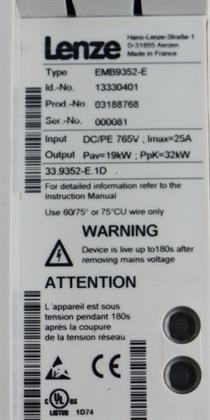 Lenze
Hans-Lenze-Straße 1
D-31855 Aerzen
Made in France
Type EMB9352-E
Id.-No. 13330401
Prod.-No. 03188768
Ser.-No. 000081
Input DC/PE 765V ; Imax=25A
Output Pav=19kW ; PpK=32kW
33.9352-E.1D
For detailed information refer to the
Instruction Manual
Use 60/75° or 75°CU wire only
WARNING
Device is live up to180s after
removing mains voltage
ATTENTION
L'appareil est sous
tension pendant 180s
après la coupure
de la tension réseau
CE
C UL US
LISTED 1D74